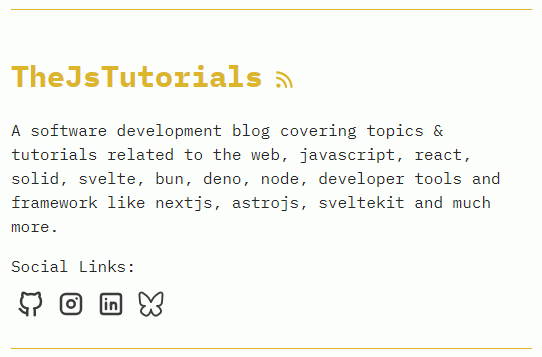 TheJsTutorials
A software development blog covering topics &
tutorials related to the web, javascript, react,
solid, svelte, bun, deno, node, developer tools and
framework like nextjs, astrojs, sveltekit and much
more.
Social Links: